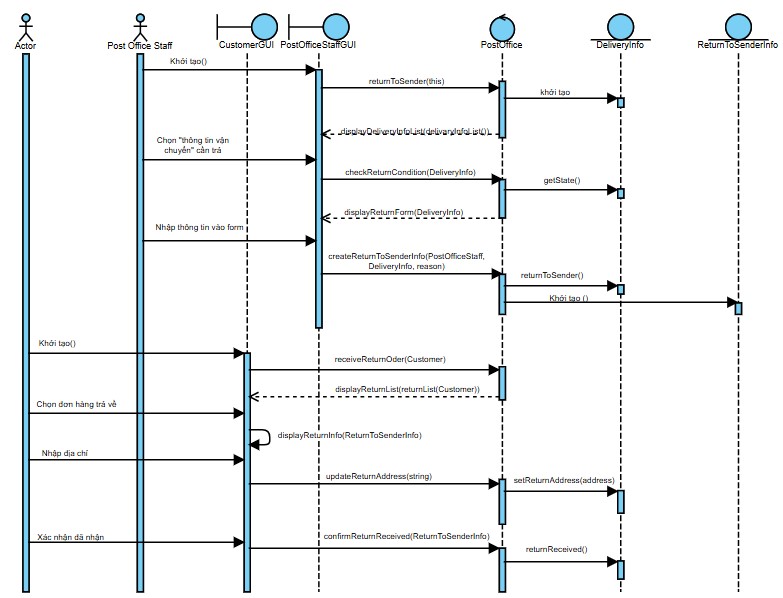 Actor
Post Office Staff
CustomerGUI
PostOfficeStaffGUI
PostOffice
DeliveryInfo
ReturnToSenderInfo
Khởi tạo()
returnToSender(this)
khởi tạo
displayDeliveryInfoList(delivaryInfoList())
Chọn "thông tin vận
chuyển" cần trả
checkReturnCondition(DeliveryInfo)
getState()
displayReturnForm(DeliveryInfo)
Nhập thông tin vào form
createReturnToSenderInfo(PostOfficeStaff,
DeliveryInfo, reason)
returnToSender()
Khởi tạo ()
Khởi tạo()
receiveReturnOder(Customer)
displayReturnList(returnList(Customer))
Chọn đơn hàng trả về
displayReturnInfo(ReturnToSenderInfo)
Nhập địa chỉ
updateReturnAddress(string)
setReturnAddress(address)
Xác nhận đã nhận
confirmReturnReceived(ReturnToSenderInfo)
returnReceived()